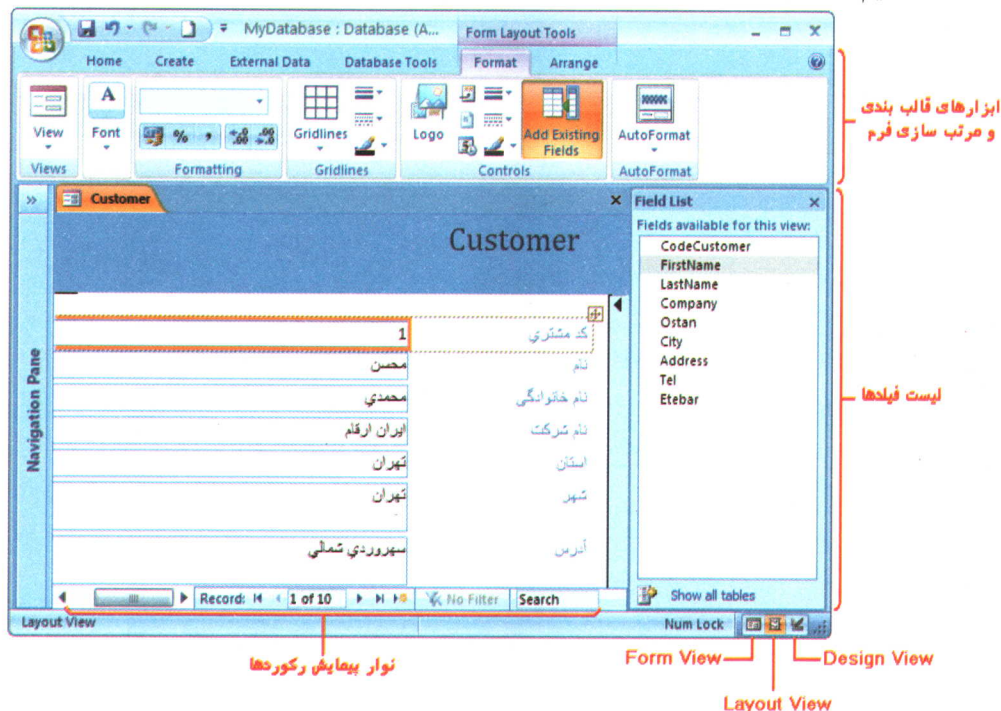 MyDatabase : Database (A...
Form Layout Tools
Home Create External Data Database Tools Format Arrange
ابزارهای قالب بندی
و مرتب سازی فرم
View
Font
Gridlines
Logo
Add Existing
Fields
AutoFormat
Views
Formatting
Gridlines
Controls
AutoFormat
Customer
Field List
Fields available for this view:
Customer
CodeCustomer
FirstName
LastName
Company
Ostan
City
Address
Tel
Etebar
لیست فیلدها
Navigation Pane
کد مشتري 1
نام محسن
نام خانوادگی محمدي
نام شرکت ایران ارقام
استان تهران
شهر تهران
آدرس سهروردي شمالي
Record: 1 of 10 No Filter Search
Show all tables
Layout View
Num Lock
نوار پیمایش رکوردها
Form View
Design View
Layout View